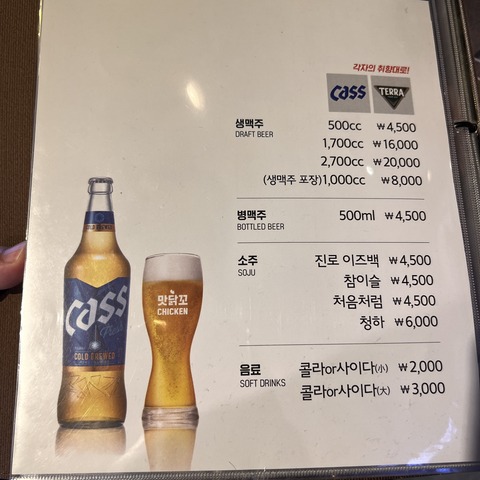 각자의 취향대로!
Cass TERRA
생맥주 500cc ₩4,500
DRAFT BEER
1,700cc ₩16,000
2,700cc ₩20,000
(생맥주 포장)1,000cc ₩8,000
병맥주 500ml ₩4,500
BOTTLED BEER
소주 진로 이즈백 ₩4,500
SOJU
참이슬 ₩4,500
처음처럼 ₩4,500
청하 ₩6,000
음료 콜라or사이다(小) ₩2,000
SOFT DRINKS
콜라or사이다(大) ₩3,000
COLD BREWED
Cass
Fresh
COLD BREWED
맛닭꼬
CHICKEN